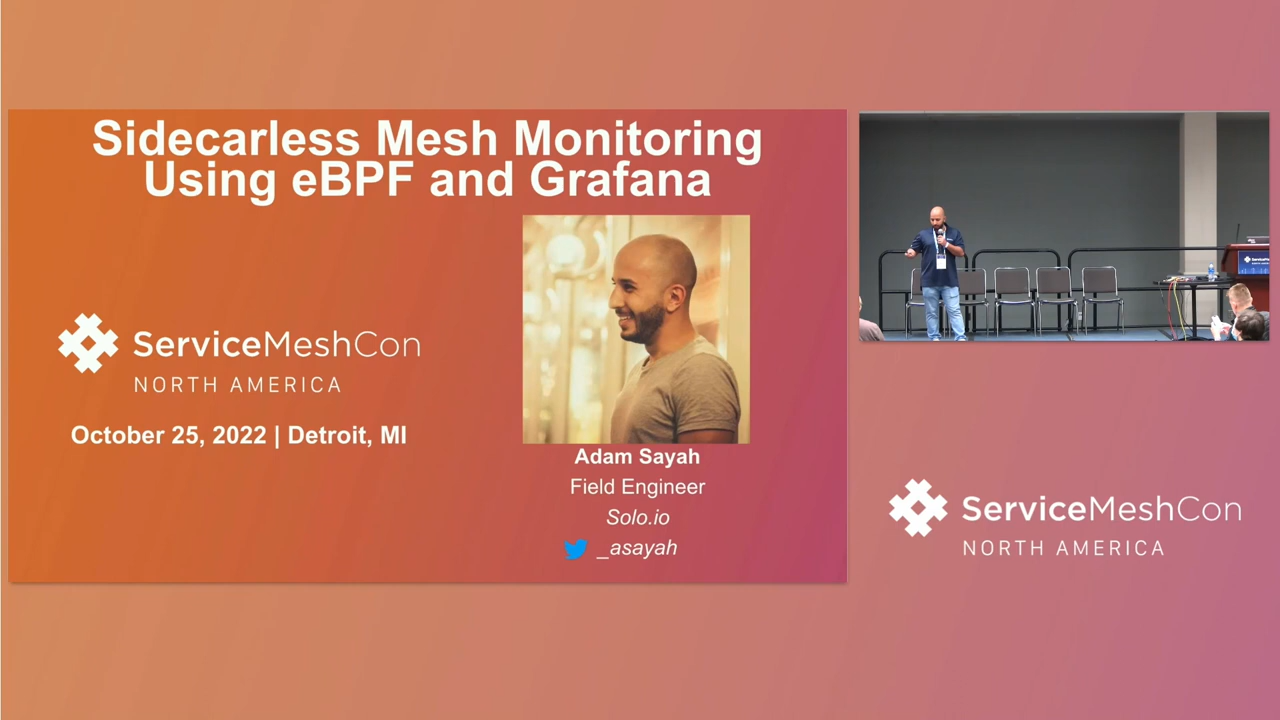 Sidecarless Mesh Monitoring
Using eBPF and Grafana
ServiceMeshCon
NORTH AMERICA
October 25, 2022 | Detroit, MI
Adam Sayah
Field Engineer
Solo.io
_asayah
ServiceMeshCon
NORTH AMERICA